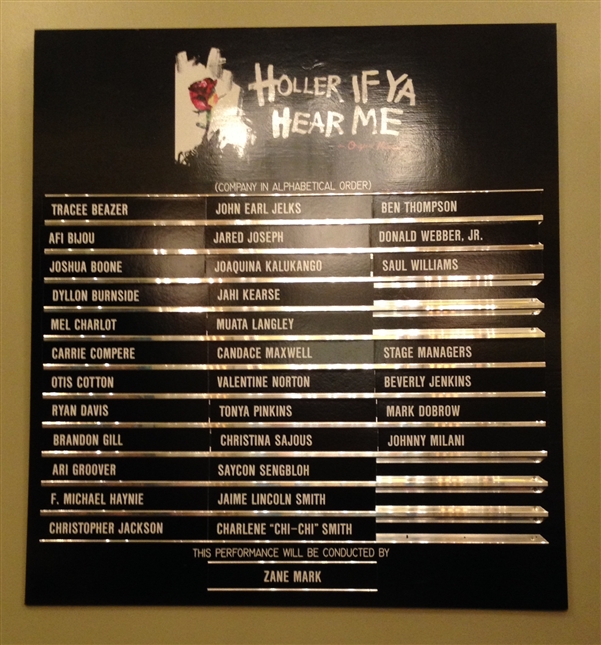 HOLLER IF YA
HEAR ME
(COMPANY IN ALPHABETICAL ORDER)
TRACEE BEAZER
AFI BIJOU
JOSHUA BOONE
DYLLON BURNSIDE
MEL CHARLOT
CARRIE COMPERE
OTIS COTTON
RYAN DAVIS
BRANDON GILL
ARI GROOVER
F. MICHAEL HAYNIE
CHRISTOPHER JACKSON
JOHN EARL JELKS
JARED JOSEPH
JOAQUINA KALUKANGO
JAHI KEARSE
MUATA LANGLEY
CANDACE MAXWELL
VALENTINE NORTON
TONYA PINKINS
CHRISTINA SAJOUS
SAYCON SENGBLOH
JAIME LINCOLN SMITH
CHARLENE "CHI-CHI" SMITH
BEN THOMPSON
DONALD WEBBER, JR.
SAUL WILLIAMS
STAGE MANAGERS
BEVERLY JENKINS
MARK DOBROW
JOHNNY MILANI
THIS PERFORMANCE WILL BE CONDUCTED BY
ZANE MARK